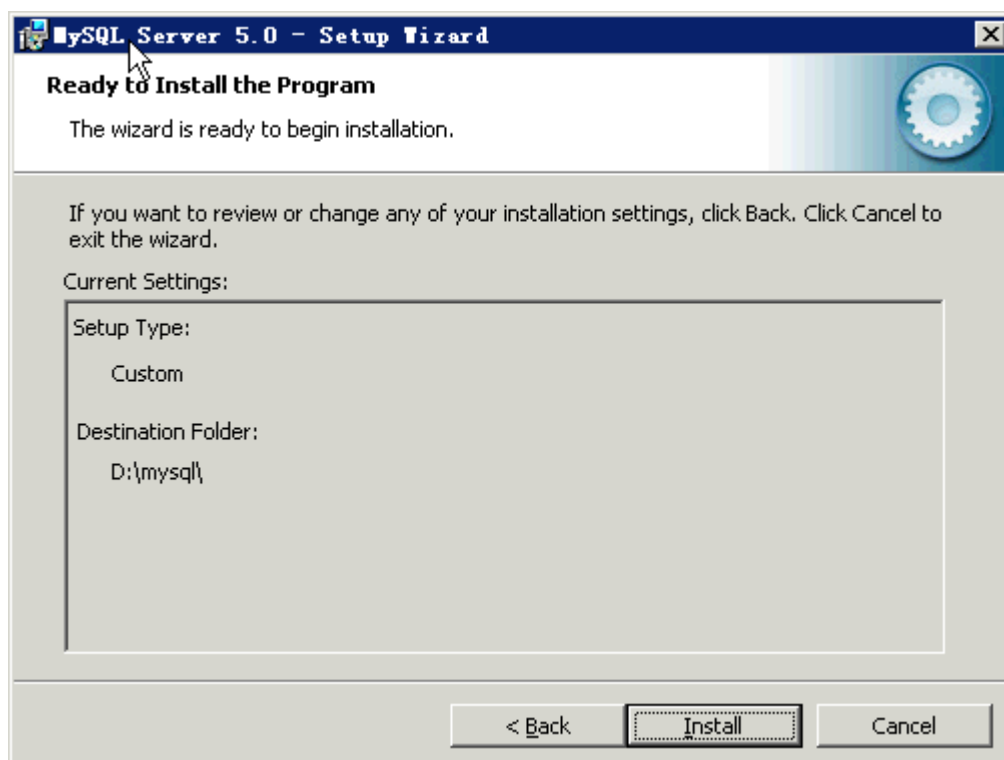 MySQL Server 5.0 - Setup Wizard
Ready to Install the Program
The wizard is ready to begin installation.
If you want to review or change any of your installation settings, click Back. Click Cancel to
exit the wizard.
Current Settings:
Setup Type:
Custom
Destination Folder:
D:\mysql\
< Back
Install
Cancel